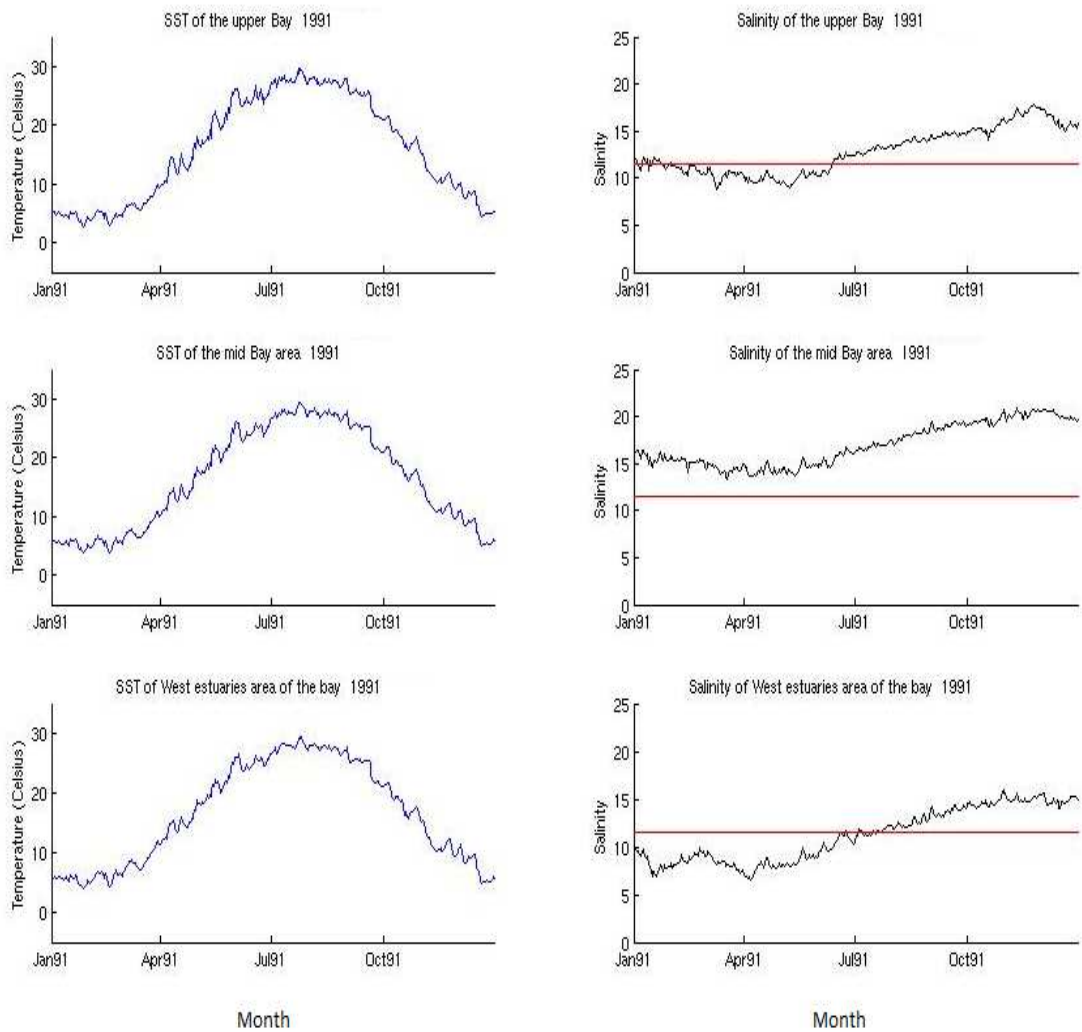 SST of the upper Bay 1991
Temperature (Celsius)
30
20
10
0
Jan91 Apr91 Jul91 Oct91
Salinity of the upper Bay 1991
Salinity
25
20
15
10
5
0
Jan91 Apr91 Jul91 Oct91
SST of the mid Bay area 1991
Temperature (Celsius)
30
20
10
0
Jan91 Apr91 Jul91 Oct91
Salinity of the mid Bay area 1991
Salinity
25
20
15
10
5
0
Jan91 Apr91 Jul91 Oct91
SST of West estuaries area of the bay 1991
Temperature (Celsius)
30
20
10
0
Jan91 Apr91 Jul91 Oct91
Salinity of West estuaries area of the bay 1991
Salinity
25
20
15
10
5
0
Jan91 Apr91 Jul91 Oct91
Month
Month